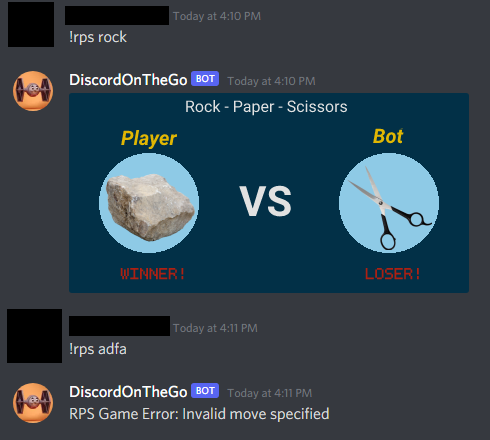 Today at 4:10 PM
!rps rock
DiscordOnTheGo BOT Today at 4:10 PM
Rock - Paper - Scissors
Player Bot
VS
WINNER! LOSER!
Today at 4:11 PM
!rps adfa
DiscordOnTheGo BOT Today at 4:11 PM
RPS Game Error: Invalid move specified